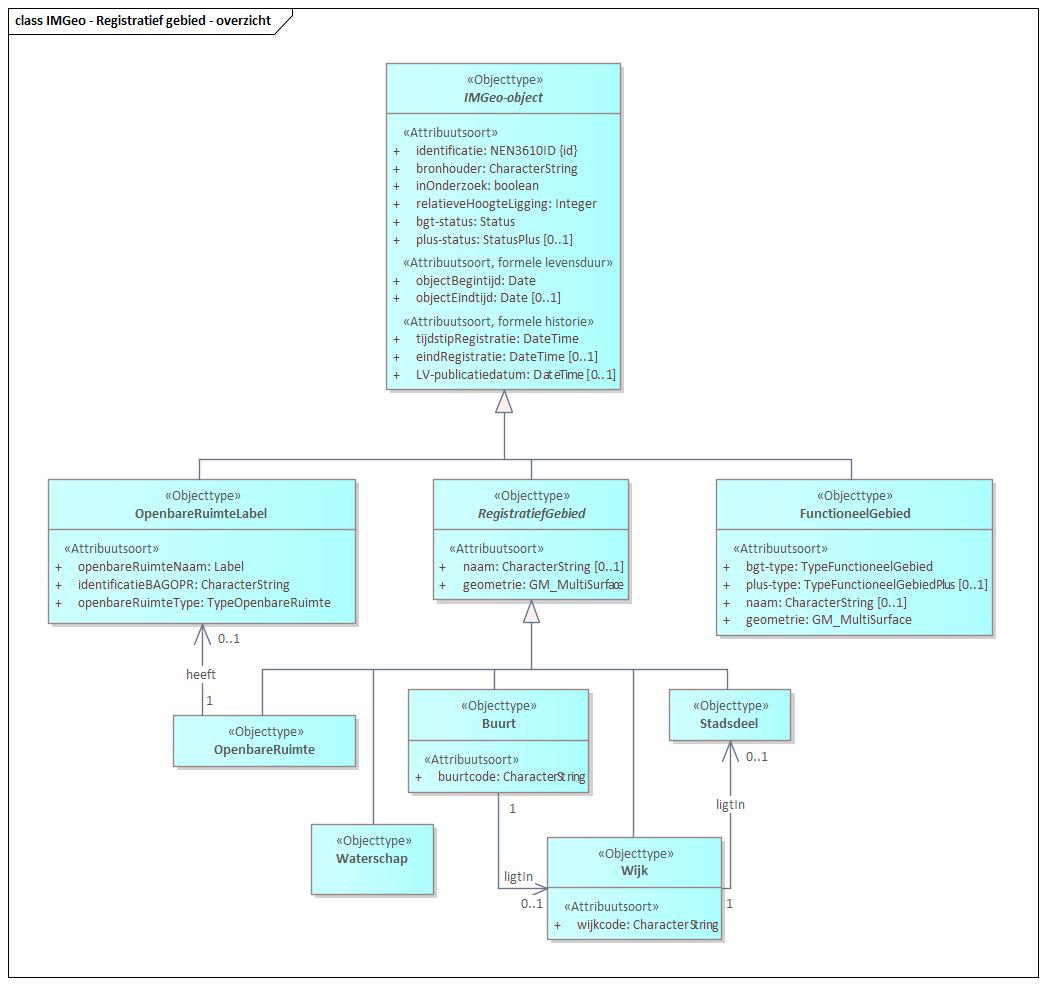 class IMGeo - Registratief gebied - overzicht
«Objecttype»
IMGeo-object
«Attribuutsoort»
+ identificatie: NEN3610ID {id}
+ bronhouder: CharacterString
+ inOnderzoek: boolean
+ relatieveHoogteLigging: Integer
+ bgt-status: Status
+ plus-status: StatusPlus [0..1]
«Attribuutsoort, formele levensduur»
+ objectBegintijd: Date
+ objectEindtijd: Date [0..1]
«Attribuutsoort, formele historie»
+ tijdstipRegistratie: DateTime
+ eindRegistratie: DateTime [0..1]
+ LV-publicatiedatum: DateTime [0..1]
«Objecttype»
OpenbareRuimteLabel
«Attribuutsoort»
+ openbareRuimteNaam: Label
+ identificatieBAGOPR: CharacterString
+ openbareRuimteType: TypeOpenbareRuimte
«Objecttype»
RegistratiefGebied
«Attribuutsoort»
+ naam: CharacterString [0..1]
+ geometrie: GM_MultiSurface
«Objecttype»
FunctioneelGebied
«Attribuutsoort»
+ bgt-type: TypeFunctioneelGebied
+ plus-type: TypeFunctioneelGebiedPlus [0..1]
+ naam: CharacterString [0..1]
+ geometrie: GM_MultiSurface
0..1
heeft
1
«Objecttype»
OpenbareRuimte
«Objecttype»
Buurt
«Attribuutsoort»
+ buurtcode: CharacterString
«Objecttype»
Stadsdeel
0..1
ligtIn
1
1
ligtIn
0..1
«Objecttype»
Waterschap
«Objecttype»
Wijk
«Attribuutsoort»
+ wijkcode: CharacterString